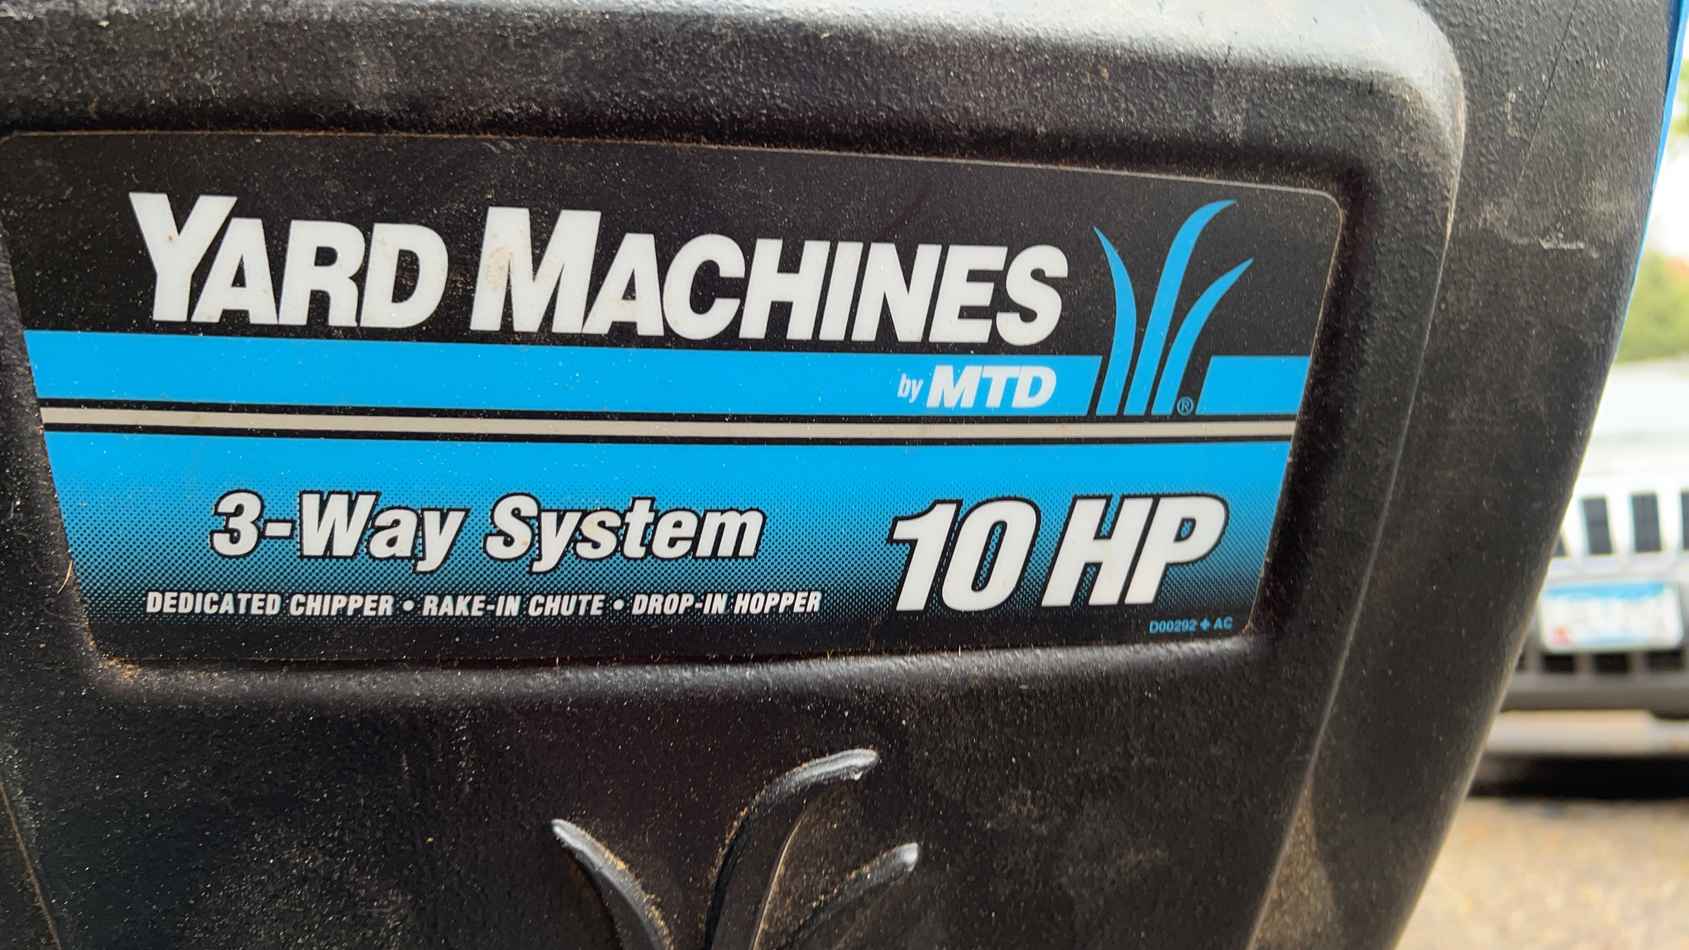 YARD MACHINES
by MTD
®
3-Way System
10 HP
DEDICATED CHIPPER • RAKE-IN CHUTE • DROP-IN HOPPER
D00292 ✦ AC